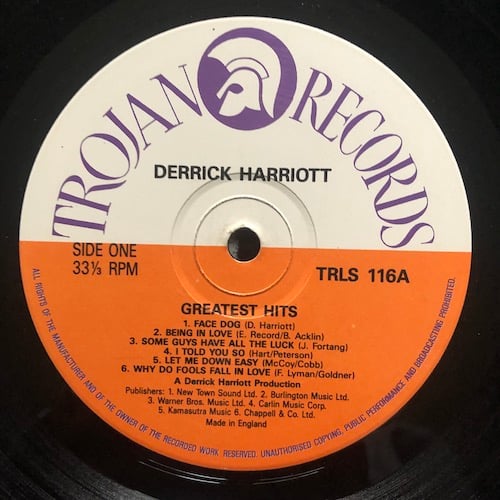 TROJAN RECORDS
DERRICK HARRIOTT
SIDE ONE
33⅓ RPM
TRLS 116A
GREATEST HITS
1. FACE DOG (D. Harriott)
2. BEING IN LOVE (E. Record/B. Acklin)
3. SOME GUYS HAVE ALL THE LUCK (J. Fortang)
4. I TOLD YOU SO (Hart/Peterson)
5. LET ME DOWN EASY (McCoy/Cobb)
6. WHY DO FOOLS FALL IN LOVE (F. Lyman/Goldner)
A Derrick Harriott Production
Publishers: 1. New Town Sound Ltd. 2. Burlington Music Ltd.
3. Warner Bros. Music Ltd. 4. Carlin Music Corp.
5. Kamasutra Music 6. Chappell & Co. Ltd.
Made in England
ALL RIGHTS OF THE MANUFACTURER AND OF THE OWNER OF THE RECORDED WORK RESERVED. UNAUTHORISED COPYING, PUBLIC PERFORMANCE AND BROADCASTING PROHIBITED.